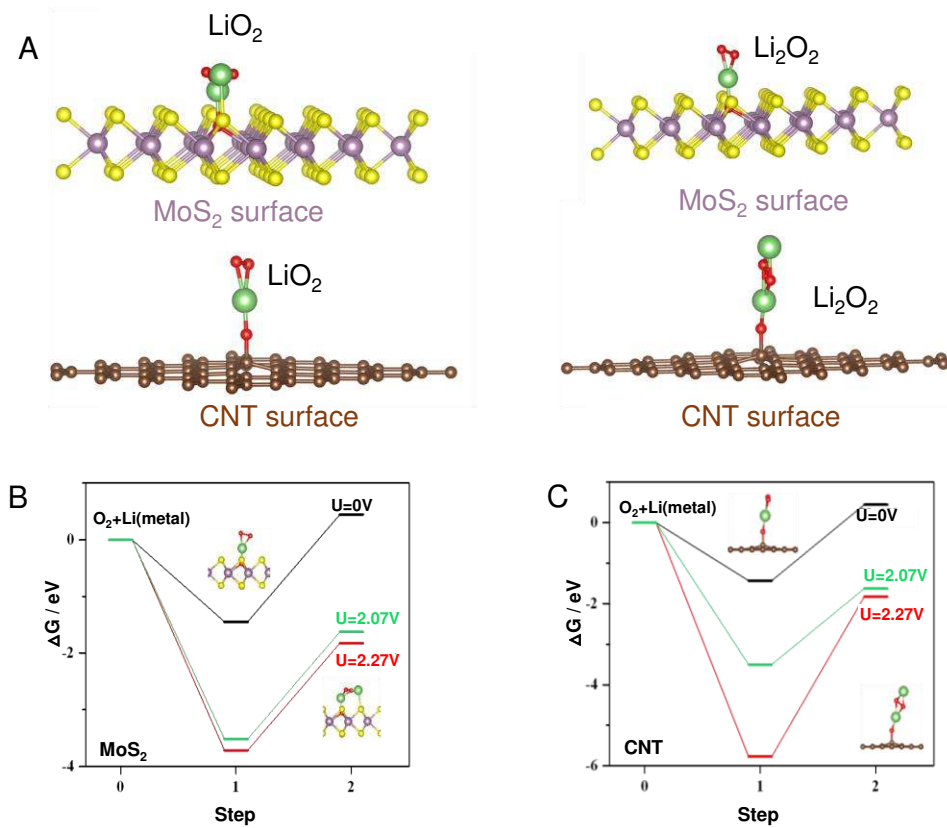 A
LiO2
Li2O2
MoS2 surface
MoS2 surface
LiO2
Li2O2
CNT surface
CNT surface
B
O2+Li(metal)
U=0V
U=2.07V
U=2.27V
0
-2
-4
ΔG / eV
MoS2
0
1
2
Step
C
O2+Li(metal)
U=0V
U=2.07V
U=2.27V
0
-2
-4
-6
ΔG / eV
CNT
0
1
2
Step